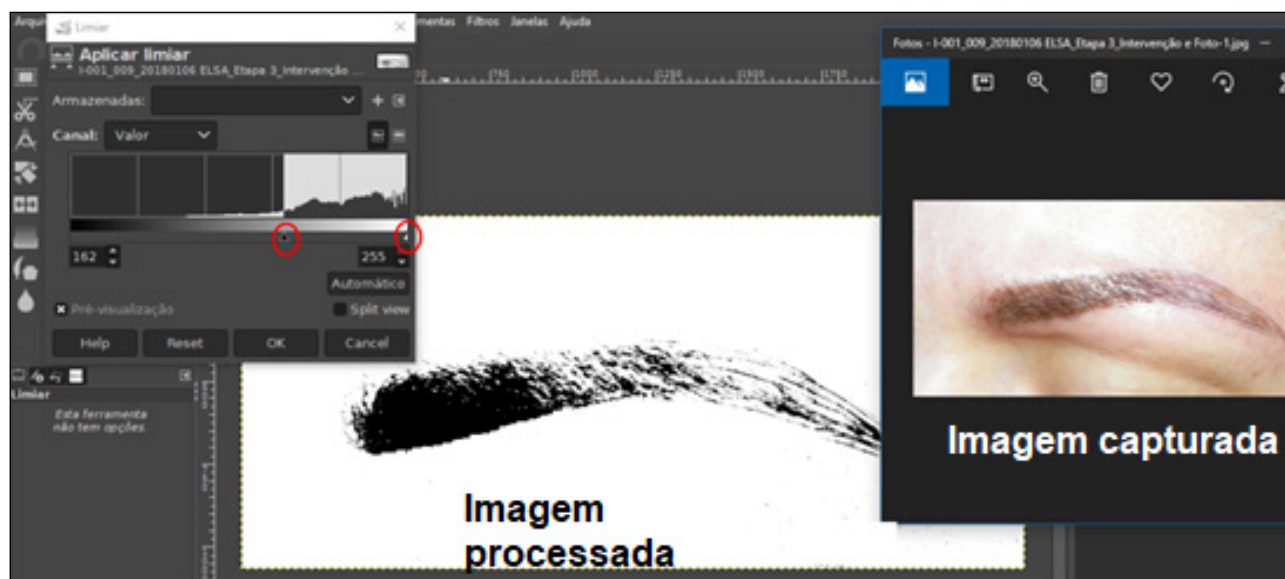 Limiar
mentas Filtros Janelas Ajuda
Aplicar limiar
I-001_009_20180106 ELSA_Etapa 3_Intervenção ...
Armazenadas:
Canal: Valor
162
255
Automático
Pré-visualização
Split view
Help Reset OK Cancel
Limiar
Esta ferramenta
não tem opções.
Fotos - I-001_009_20180106 ELSA_Etapa 3_Intervenção e Foto-1.jpg
Imagem capturada
Imagem
processada